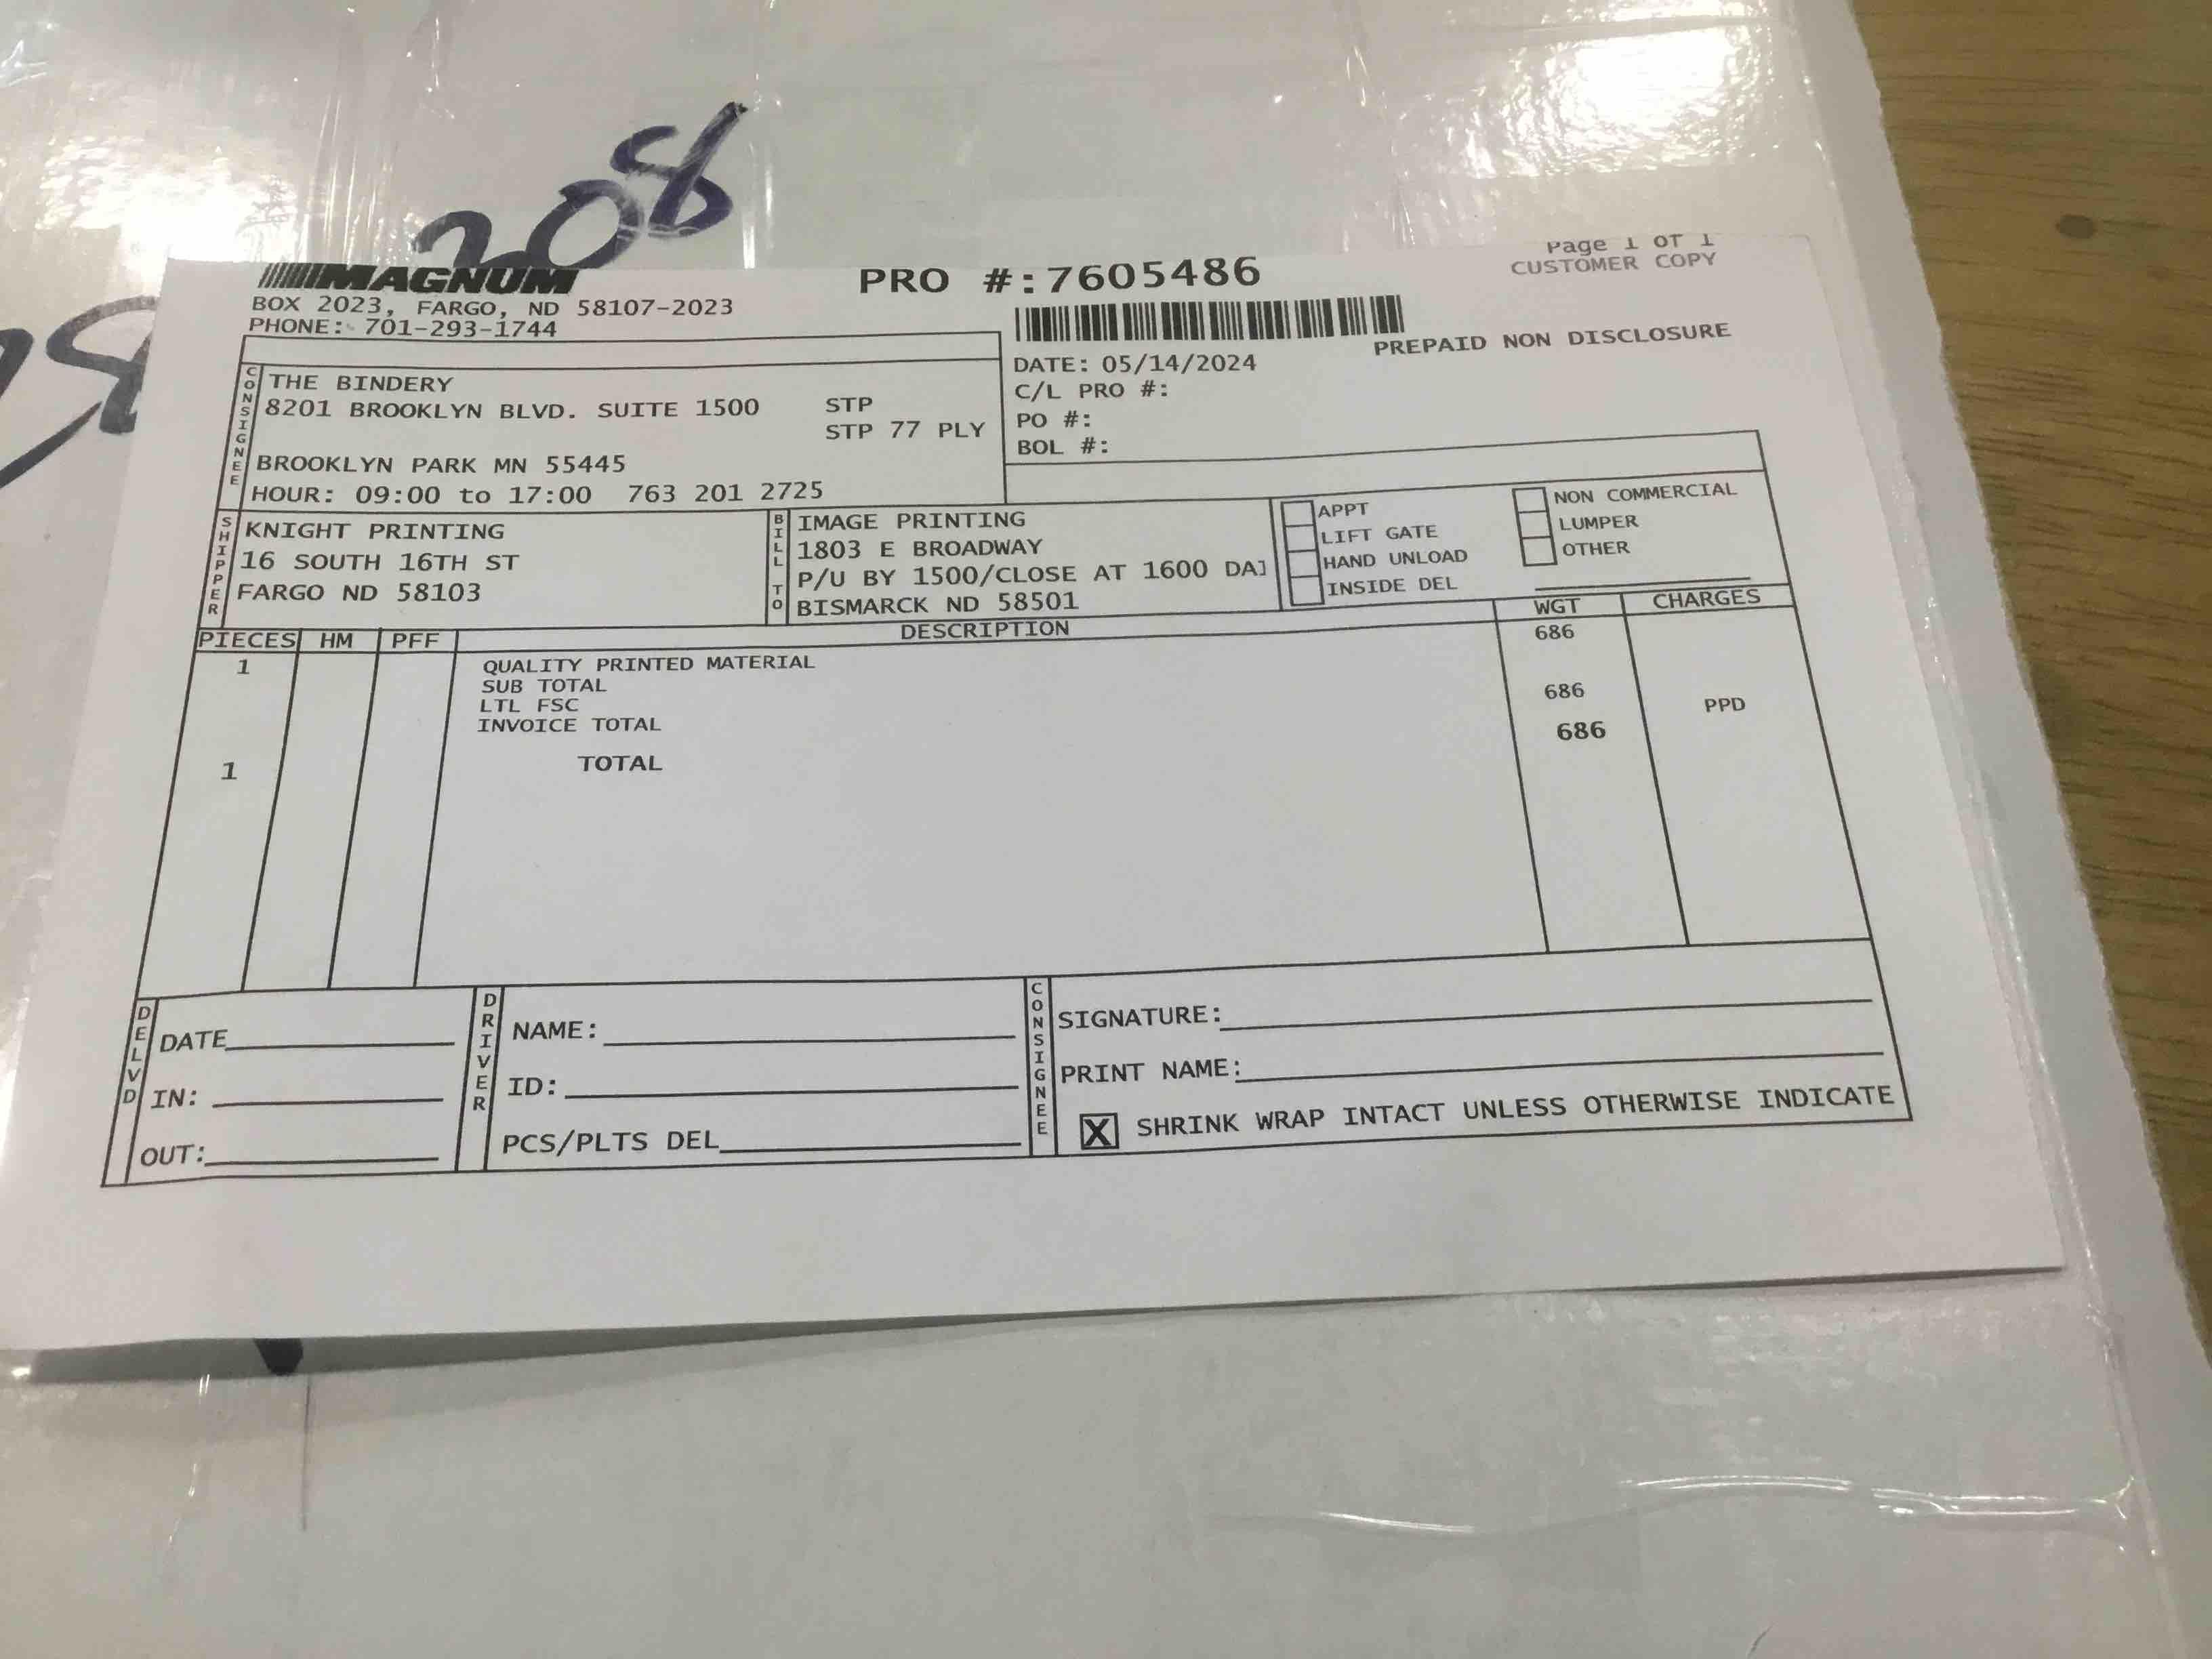 208
MAGNUM
BOX 2023, FARGO, ND 58107-2023
PHONE: 701-293-1744
PRO #:7605486
Page 1 of 1
CUSTOMER COPY
PREPAID NON DISCLOSURE
DATE: 05/14/2024
C/L PRO #:
PO #:
BOL #:
CONSIGNEE
THE BINDERY
8201 BROOKLYN BLVD. SUITE 1500 STP
STP 77 PLY
BROOKLYN PARK MN 55445
HOUR: 09:00 to 17:00 763 201 2725
SHIPPER
KNIGHT PRINTING
16 SOUTH 16TH ST
FARGO ND 58103
BILL TO
IMAGE PRINTING
1803 E BROADWAY
P/U BY 1500/CLOSE AT 1600
BISMARCK ND 58501
APPT
LIFT GATE
HAND UNLOAD
INSIDE DEL
NON COMMERCIAL
LUMPER
OTHER
PIECES HM PFF DESCRIPTION WGT CHARGES
1 QUALITY PRINTED MATERIAL 686
SUB TOTAL 686
LTL FSC PPD
INVOICE TOTAL 686
1 TOTAL
DELVD
DATE
IN:
OUT:
DRIVER
NAME:
ID:
PCS/PLTS DEL
CONSIGNEE
SIGNATURE:
PRINT NAME:
X SHRINK WRAP INTACT UNLESS OTHERWISE INDICATE